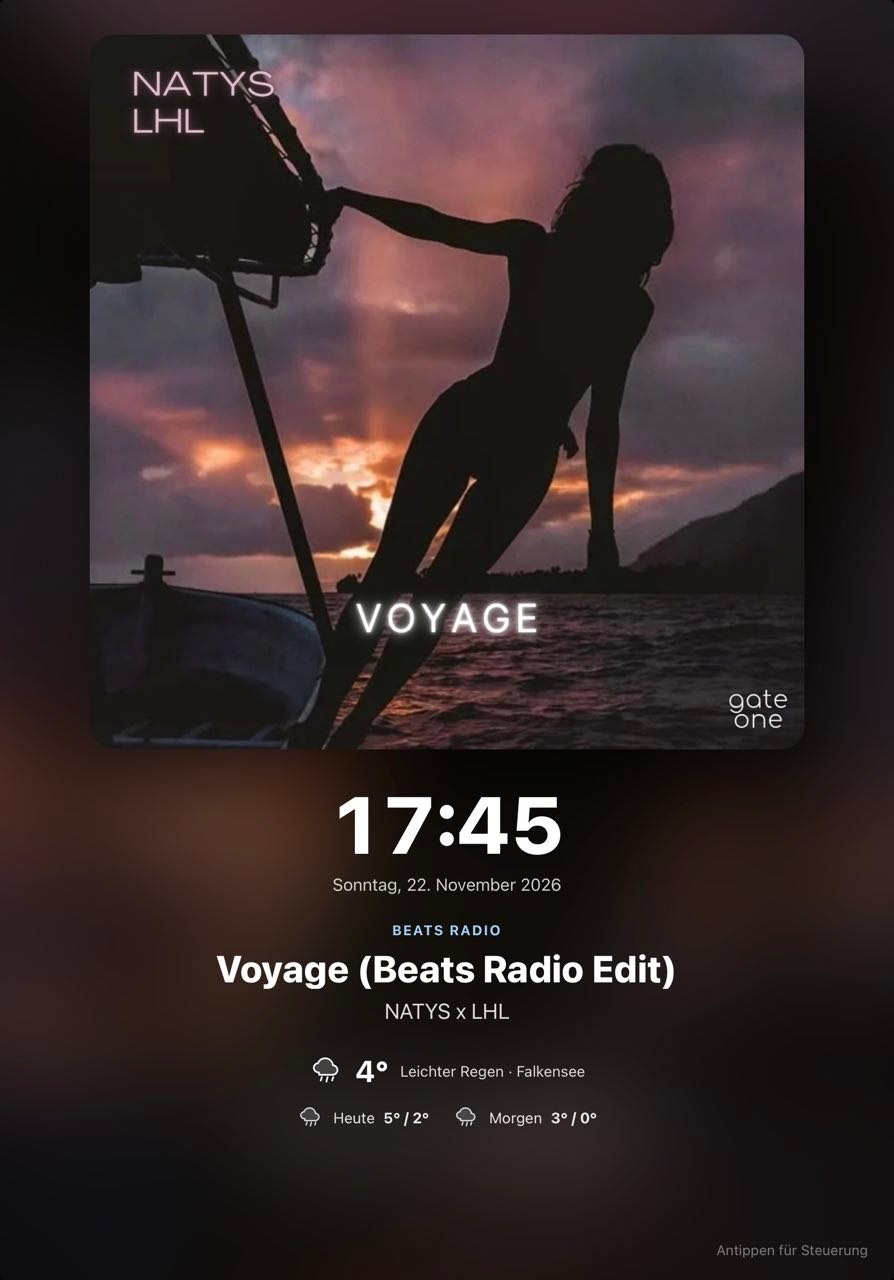 NATYS
LHL
VOYAGE
gate
one
17:45
Sonntag, 22. November 2026
BEATS RADIO
Voyage (Beats Radio Edit)
NATYS x LHL
4° Leichter Regen · Falkensee
Heute 5° / 2° Morgen 3° / 0°
Antippen für Steuerung